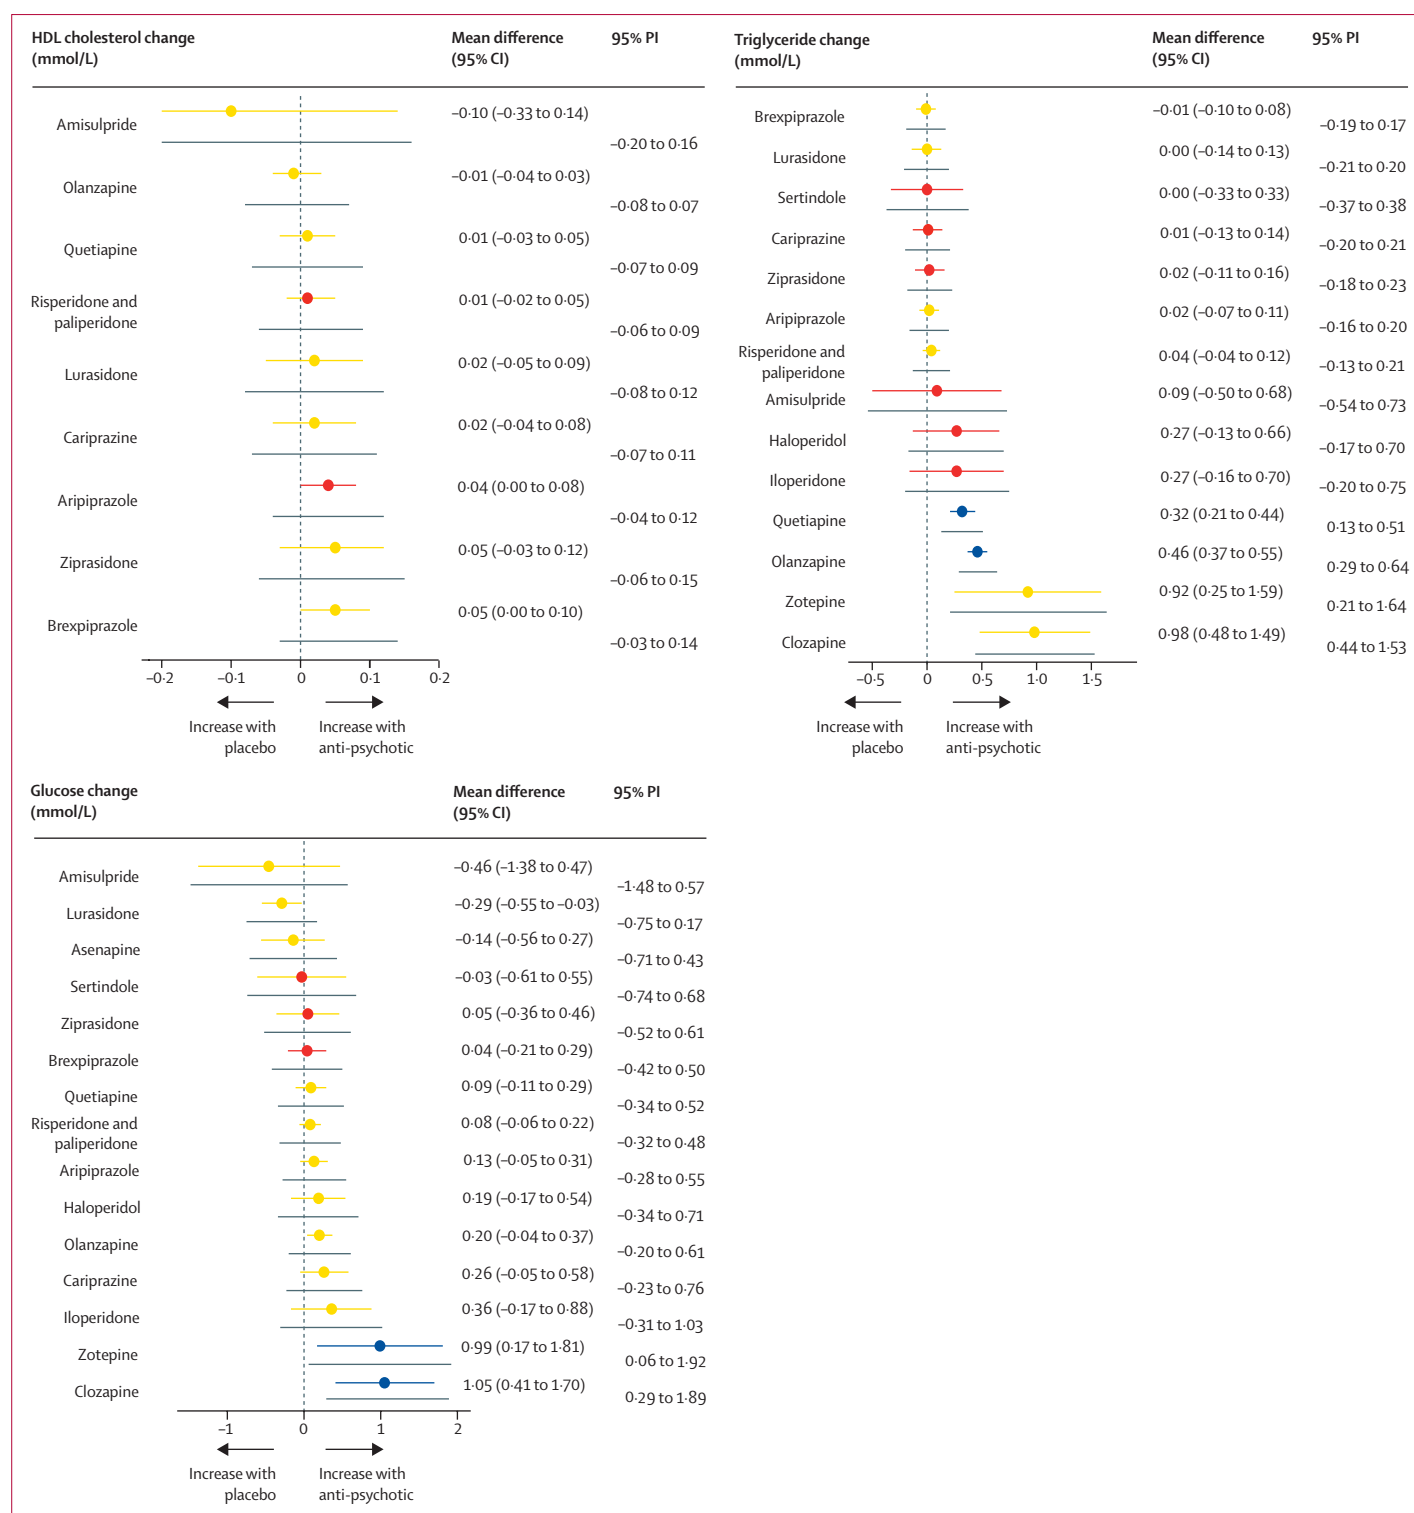 HDL cholesterol change
(mmol/L)
Mean difference
(95% CI)
95% PI
Amisulpride
–0·10 (–0·33 to 0·14)
–0·20 to 0·16
Olanzapine
–0·01 (–0·04 to 0·03)
–0·08 to 0·07
Quetiapine
0·01 (–0·03 to 0·05)
–0·07 to 0·09
Risperidone and
paliperidone
0·01 (–0·02 to 0·05)
–0·06 to 0·09
Lurasidone
0·02 (–0·05 to 0·09)
–0·08 to 0·12
Cariprazine
0·02 (–0·04 to 0·08)
–0·07 to 0·11
Aripiprazole
0·04 (0·00 to 0·08)
–0·04 to 0·12
Ziprasidone
0·05 (–0·03 to 0·12)
–0·06 to 0·15
Brexpiprazole
0·05 (0·00 to 0·10)
–0·03 to 0·14
–0·2 –0·1 0 0·1 0·2
Increase with
placebo
Increase with
anti-psychotic
Triglyceride change
(mmol/L)
Mean difference
(95% CI)
95% PI
Brexpiprazole
–0·01 (–0·10 to 0·08)
–0·19 to 0·17
Lurasidone
0·00 (–0·14 to 0·13)
–0·21 to 0·20
Sertindole
0·00 (–0·33 to 0·33)
–0·37 to 0·38
Cariprazine
0·01 (–0·13 to 0·14)
–0·20 to 0·21
Ziprasidone
0·02 (–0·11 to 0·16)
–0·18 to 0·23
Aripiprazole
0·02 (–0·07 to 0·11)
–0·16 to 0·20
Risperidone and
paliperidone
0·04 (–0·04 to 0·12)
–0·13 to 0·21
Amisulpride
0·09 (–0·50 to 0·68)
–0·54 to 0·73
Haloperidol
0·27 (–0·13 to 0·66)
–0·17 to 0·70
Iloperidone
0·27 (–0·16 to 0·70)
–0·20 to 0·75
Quetiapine
0·32 (0·21 to 0·44)
0·13 to 0·51
Olanzapine
0·46 (0·37 to 0·55)
0·29 to 0·64
Zotepine
0·92 (0·25 to 1·59)
0·21 to 1·64
Clozapine
0·98 (0·48 to 1·49)
0·44 to 1·53
–0·5 0 0·5 1·0 1·5
Increase with
placebo
Increase with
anti-psychotic
Glucose change
(mmol/L)
Mean difference
(95% CI)
95% PI
Amisulpride
–0·46 (–1·38 to 0·47)
–1·48 to 0·57
Lurasidone
–0·29 (–0·55 to –0·03)
–0·75 to 0·17
Asenapine
–0·14 (–0·56 to 0·27)
–0·71 to 0·43
Sertindole
–0·03 (–0·61 to 0·55)
–0·74 to 0·68
Ziprasidone
0·05 (–0·36 to 0·46)
–0·52 to 0·61
Brexpiprazole
0·04 (–0·21 to 0·29)
–0·42 to 0·50
Quetiapine
0·09 (–0·11 to 0·29)
–0·34 to 0·52
Risperidone and
paliperidone
0·08 (–0·06 to 0·22)
–0·32 to 0·48
Aripiprazole
0·13 (–0·05 to 0·31)
–0·28 to 0·55
Haloperidol
0·19 (–0·17 to 0·54)
–0·34 to 0·71
Olanzapine
0·20 (–0·04 to 0·37)
–0·20 to 0·61
Cariprazine
0·26 (–0·05 to 0·58)
–0·23 to 0·76
Iloperidone
0·36 (–0·17 to 0·88)
–0·31 to 1·03
Zotepine
0·99 (0·17 to 1·81)
0·06 to 1·92
Clozapine
1·05 (0·41 to 1·70)
0·29 to 1·89
–1 0 1 2
Increase with
placebo
Increase with
anti-psychotic